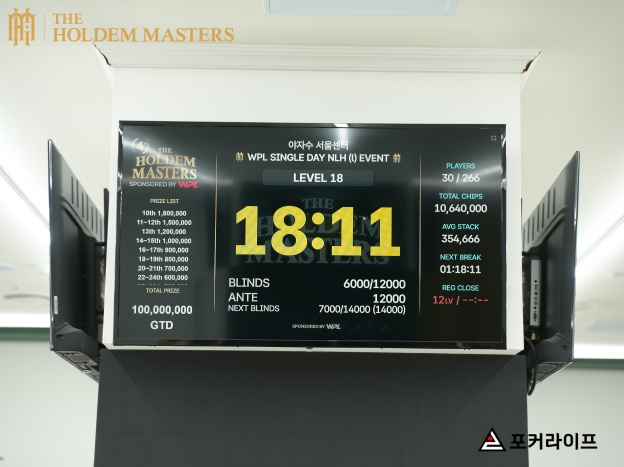 THE
HOLDEM MASTERS
야자수 서울센터
WPL SINGLE DAY NLH (t) EVENT
LEVEL 18
THE
HOLDEM
MASTERS
SPONSORED BY WPL
PRIZE LIST
10th 1,800,000
11~12th 1,500,000
13th 1,200,000
14~15th 1,000,000
16~17th 900,000
18~19th 800,000
20~21th 700,000
22~24th 600,000
TOTAL PRIZE
100,000,000
GTD
THE
HOLDEM
MASTERS
18:11
BLINDS 6000/12000
ANTE 12000
NEXT BLINDS 7000/14000 (14000)
SPONSORED BY WPL
PLAYERS
30 / 266
TOTAL CHIPS
10,640,000
AVG STACK
354,666
NEXT BREAK
01:18:11
REG CLOSE
12LV / --:--
포커라이프